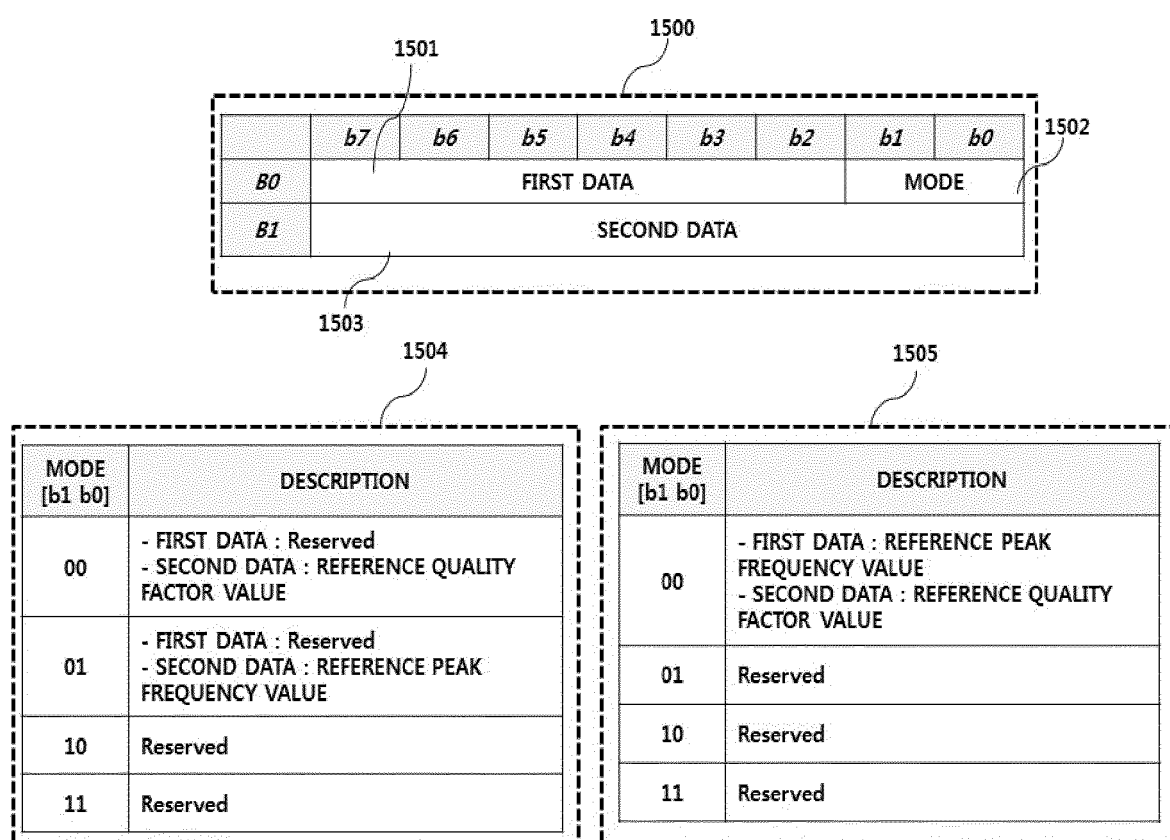 1500
1501
b7 b6 b5 b4 b3 b2 b1 b0
1502
B0 FIRST DATA MODE
B1 SECOND DATA
1503
1504
MODE
[b1 b0]
DESCRIPTION
00
- FIRST DATA : Reserved
- SECOND DATA : REFERENCE QUALITY
FACTOR VALUE
01
- FIRST DATA : Reserved
- SECOND DATA : REFERENCE PEAK
FREQUENCY VALUE
10 Reserved
11 Reserved
1505
MODE
[b1 b0]
DESCRIPTION
00
- FIRST DATA : REFERENCE PEAK
FREQUENCY VALUE
- SECOND DATA : REFERENCE QUALITY
FACTOR VALUE
01 Reserved
10 Reserved
11 Reserved